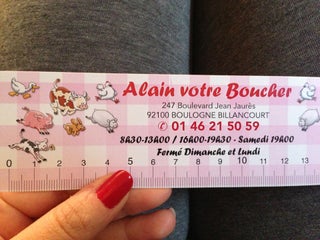 Alain votre Boucher
247 Boulevard Jean Jaurès
92100 BOULOGNE BILLANCOURT
✆ 01 46 21 50 59
8h30-13h00 / 16h00-19h30 - Samedi 19h00
Fermé Dimanche et Lundi
0 1 2 3 4 5 6 7 8 9 10 11 12 13